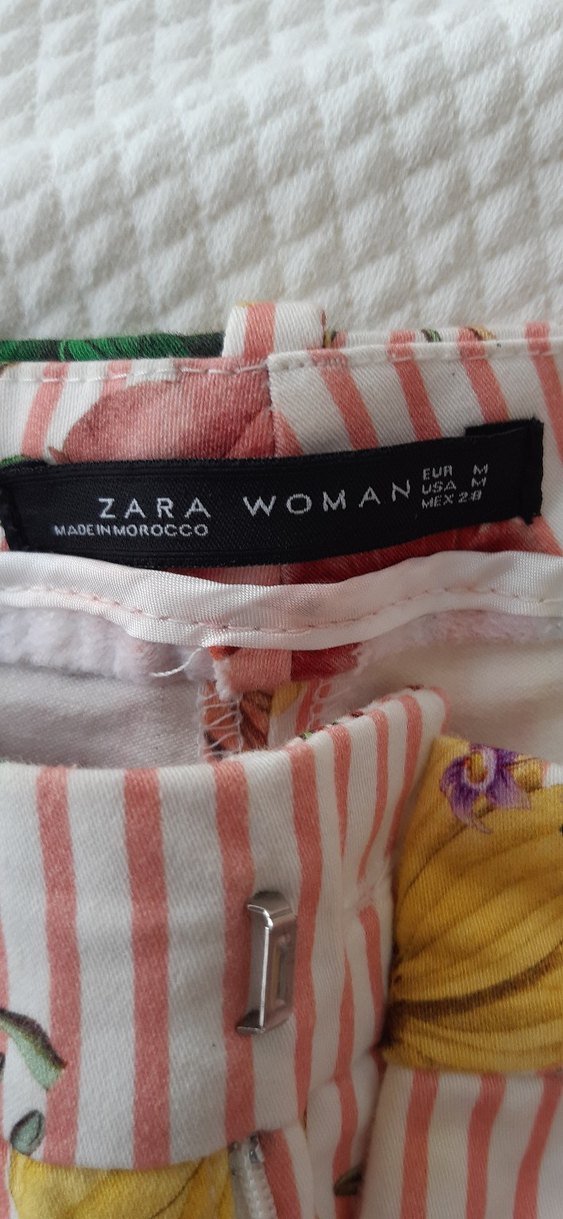 ZARA WOMAN
MADE IN MOROCCO
EUR M
USA M
MEX 28